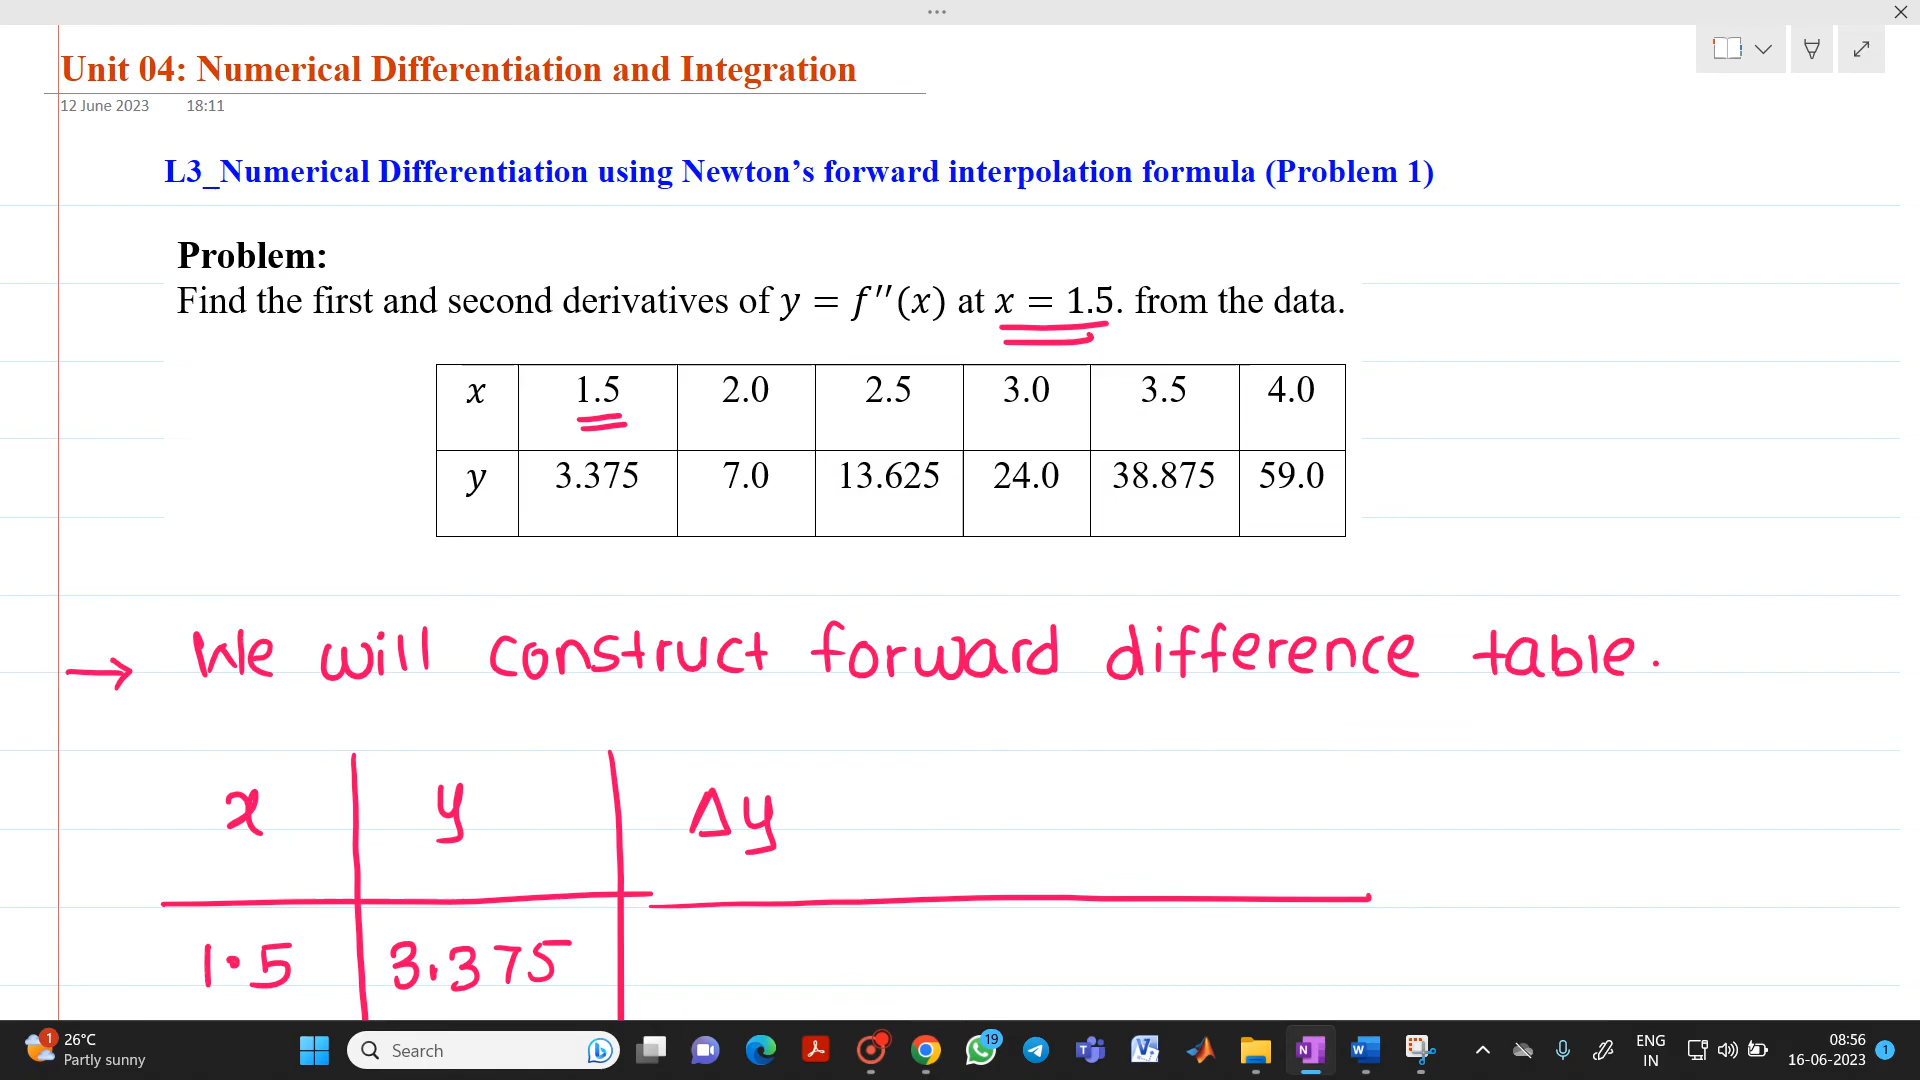 Unit 04: Numerical Differentiation and Integration
12 June 2023 18:11
L3_Numerical Differentiation using Newton's forward interpolation formula (Problem 1)
Problem:
Find the first and second derivatives of y = f″(x) at x = 1.5. from the data.
x 1.5 2.0 2.5 3.0 3.5 4.0
y 3.375 7.0 13.625 24.0 38.875 59.0
→ We will construct forward difference table.
x y Δy
1.5 3.375
1 26°C
Partly sunny
Search
19
ENG
IN
08:56
16-06-2023
1